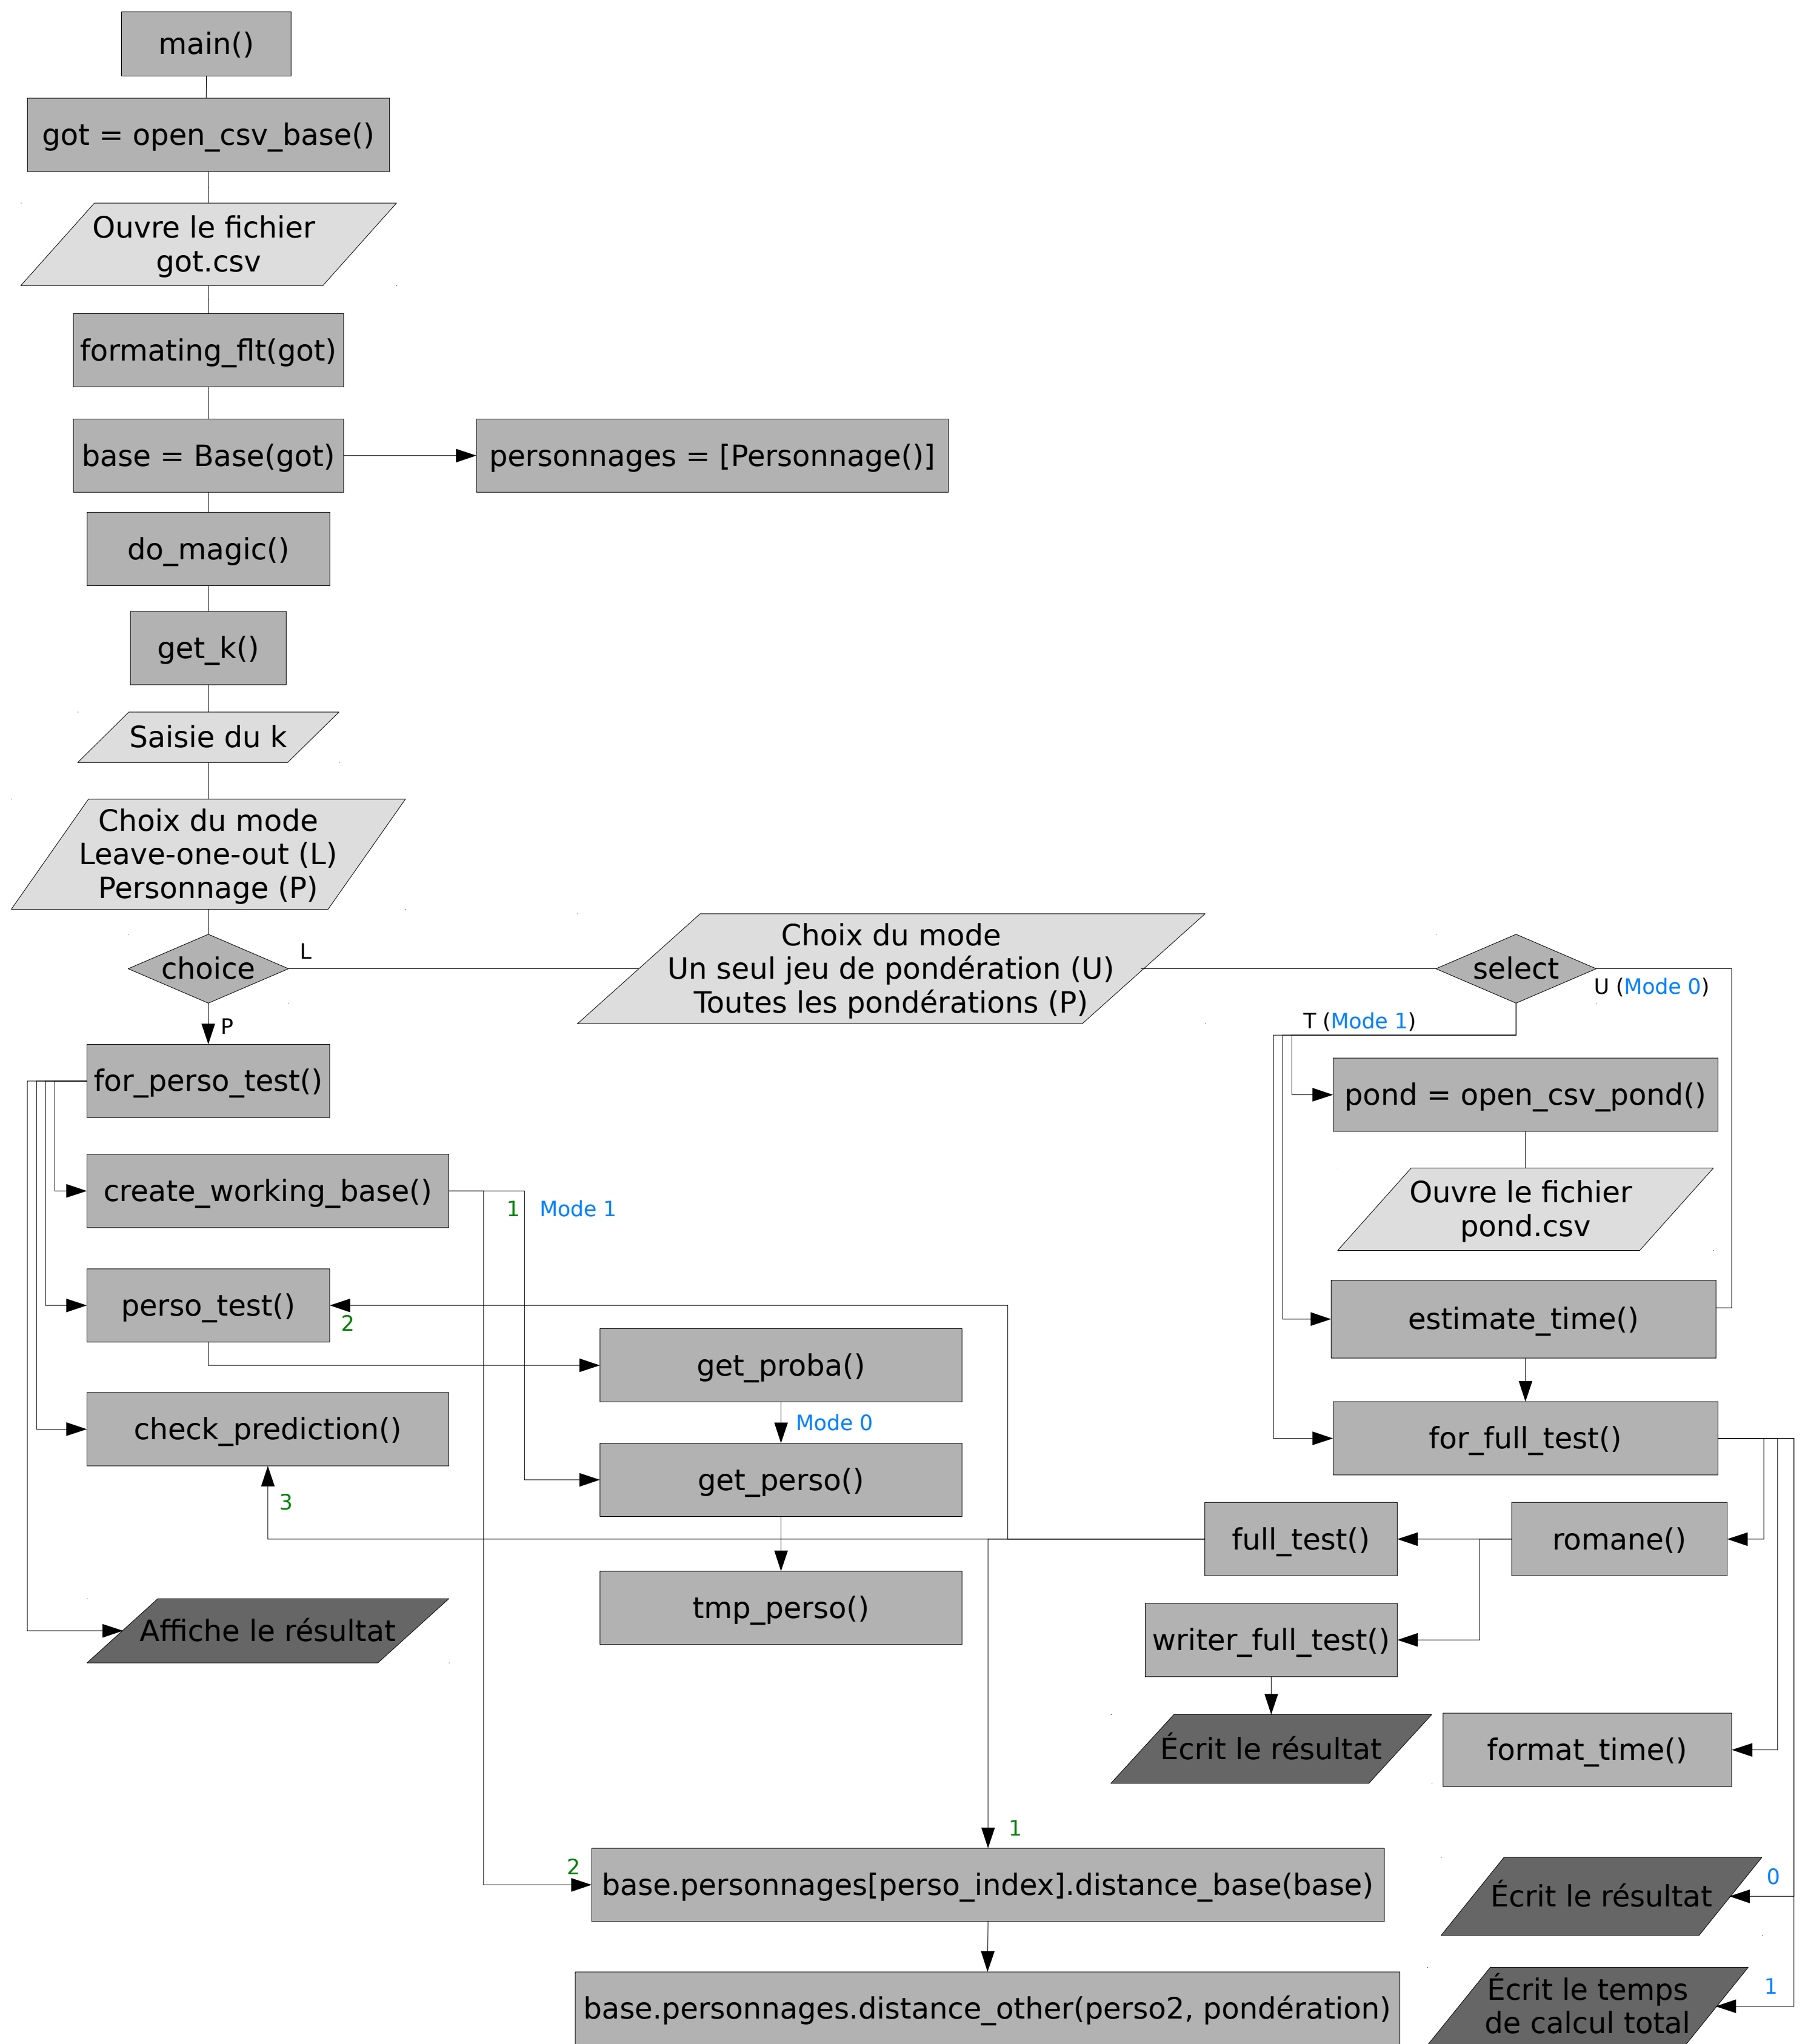 main()
got = open_csv_base()
Ouvre le fichier
got.csv
formating_flt(got)
base = Base(got)
personnages = [Personnage()]
do_magic()
get_k()
Saisie du k
Choix du mode
Leave-one-out (L)
Personnage (P)
choice
L
P
Choix du mode
Un seul jeu de pondération (U)
Toutes les pondérations (P)
select
U (Mode 0)
T (Mode 1)
for_perso_test()
pond = open_csv_pond()
create_working_base()
1
Mode 1
Ouvre le fichier
pond.csv
perso_test()
2
estimate_time()
get_proba()
Mode 0
check_prediction()
3
for_full_test()
get_perso()
full_test()
romane()
tmp_perso()
Affiche le résultat
writer_full_test()
Écrit le résultat
format_time()
1
2
base.personnages[perso_index].distance_base(base)
Écrit le résultat
0
base.personnages.distance_other(perso2, pondération)
Écrit le temps
de calcul total
1